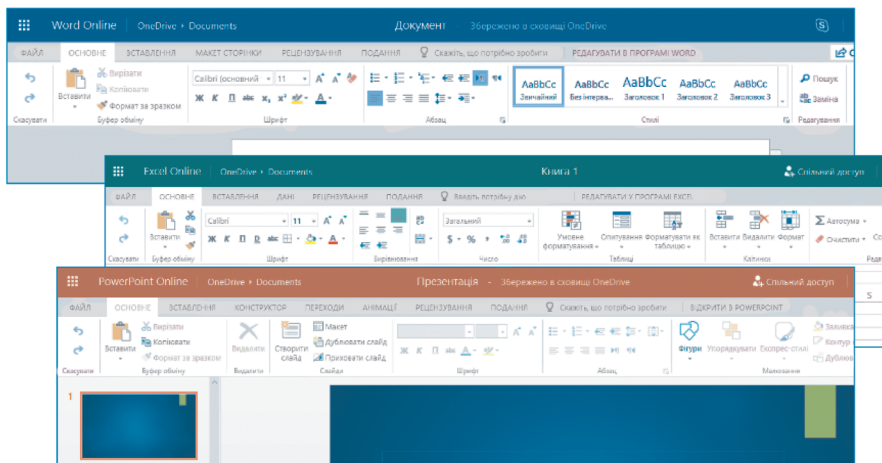 Word Online OneDrive ▸ Documents Документ Збережено в сховищі OneDrive
ФАЙЛ ОСНОВНЕ ВСТАВЛЕННЯ МАКЕТ СТОРІНКИ РЕЦЕНЗУВАННЯ ПОДАННЯ Скажіть, що потрібно зробити РЕДАГУВАТИ В ПРОГРАМІ WORD
Вставити Вирізати Копіювати Формат за зразком
Calibri (основний 11
Ж К П abc x₂ x² A
AaBbCc AaBbCc AaBbCc AaBbCc AaBbCc
Звичайний Без інтерва... Заголовок 1 Заголовок 2 Заголовок 3
Пошук
Заміна
Скасувати Буфер обміну Шрифт Абзац Стилі Редагування
Excel Online OneDrive ▸ Documents Книга 1 Спільний доступ
ФАЙЛ ОСНОВНЕ ВСТАВЛЕННЯ ДАНІ РЕЦЕНЗУВАННЯ ПОДАННЯ Введіть потрібну дію РЕДАГУВАТИ У ПРОГРАМІ EXCEL
Вставити
Calibri 11
Ж К П D abc A
Загальний
$ % ,
Умовне форматування Опитування Форматувати як таблицю
Вставити Видалити Формат
Автосума
Очистити
Скасувати Буфер обміну Шрифт Вирівнювання Число Таблиці Клітинки
S
PowerPoint Online OneDrive ▸ Documents Презентація - Збережено в сховищі OneDrive Спільний доступ
ФАЙЛ ОСНОВНЕ ВСТАВЛЕННЯ КОНСТРУКТОР ПЕРЕХОДИ АНІМАЦІЇ РЕЦЕНЗУВАННЯ ПОДАННЯ Скажіть, що потрібно зробити ВІДКРИТИ В POWERPOINT
Вставити Вирізати Копіювати Формат за зразком
Видалити
Створити слайд Макет Дублювати слайд Приховати слайд
Ж К П abc A
Фігури Упорядкувати Експрес-стилі
Заливка
Контур
Дублюв
Скасувати Буфер обміну Видалити Слайди Шрифт Абзац Малювання
1